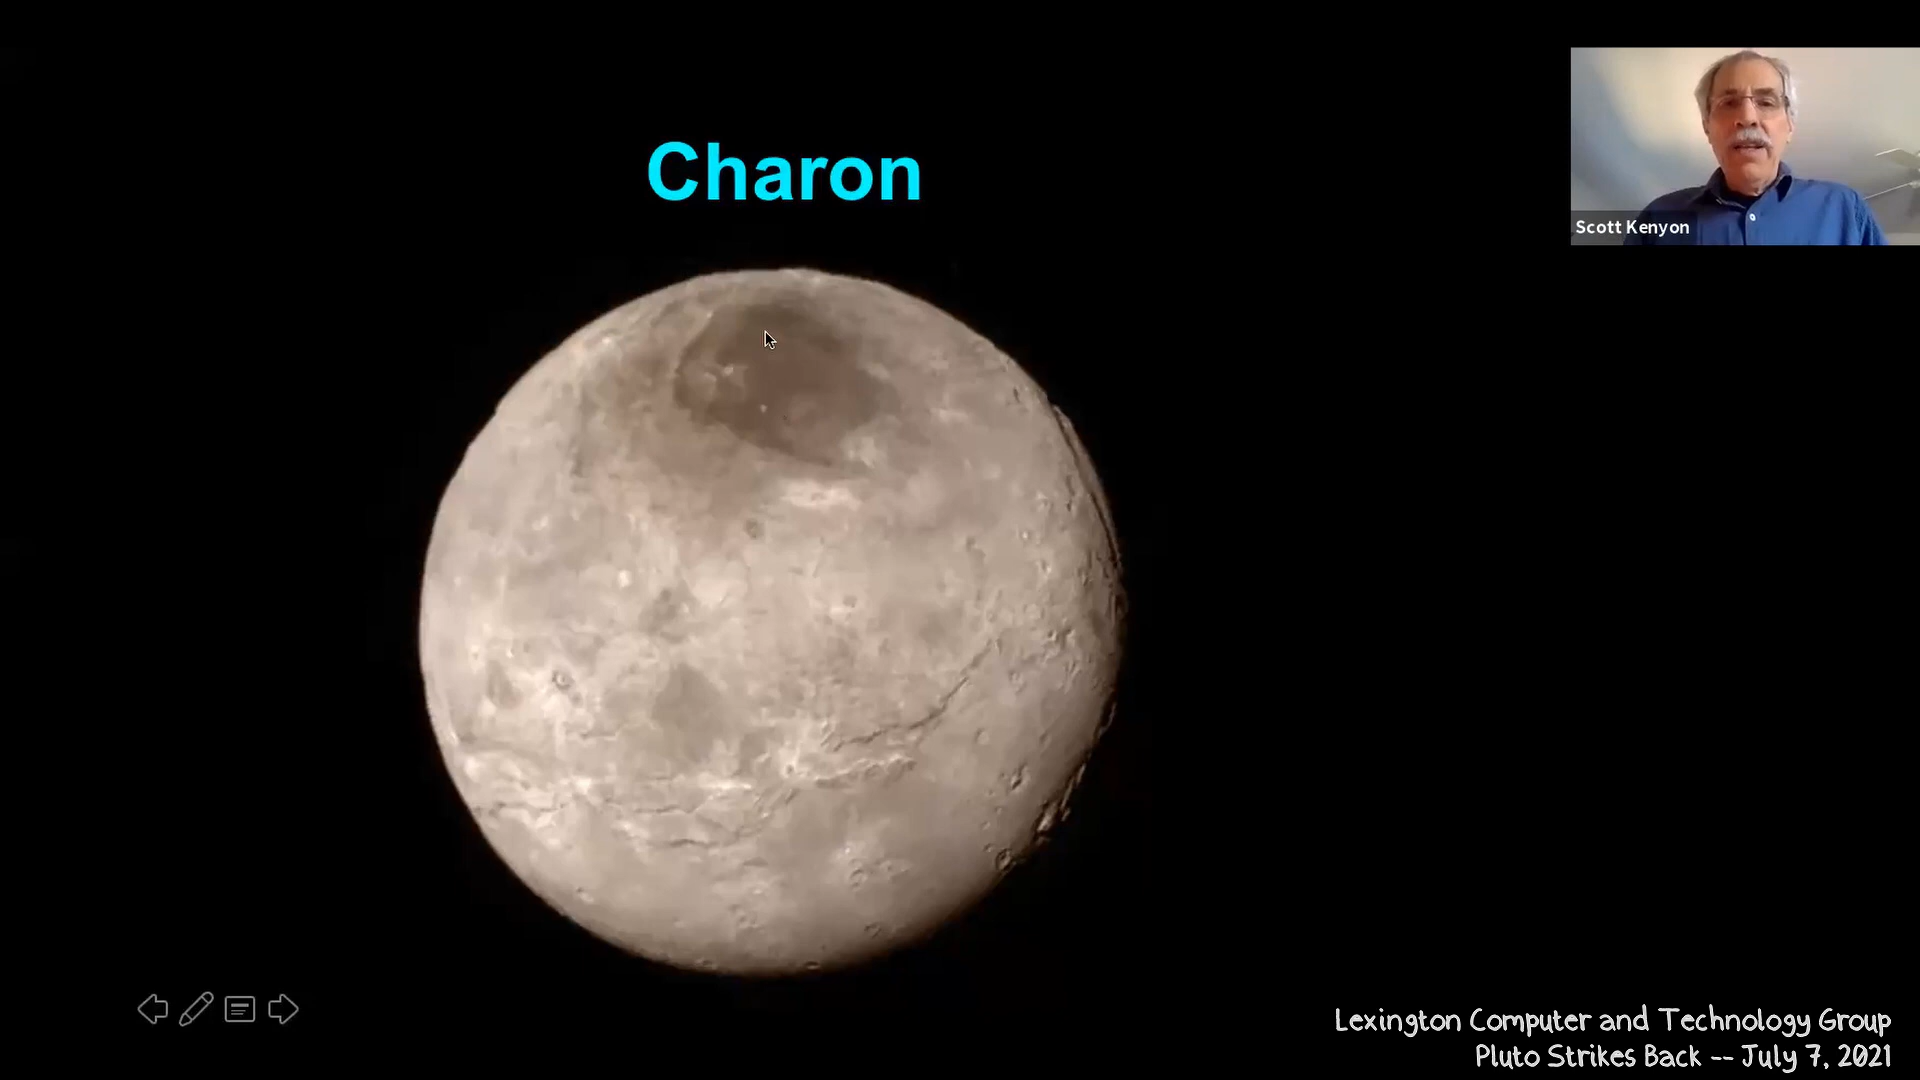 Charon
Scott Kenyon
Lexington Computer and Technology Group
Pluto Strikes Back -- July 7, 2021